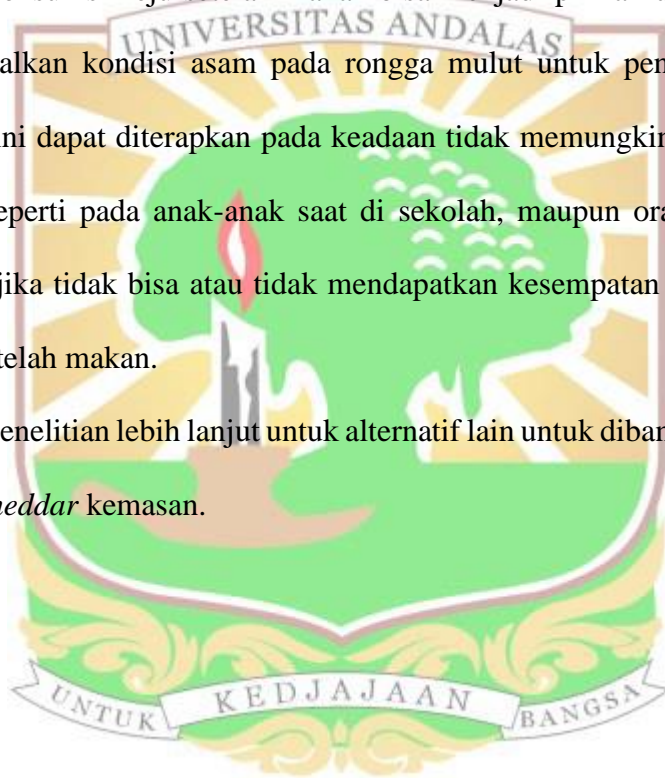 UNIVERSITAS ANDALAS
alkan kondisi asam pada rongga mulut untuk pen
ini dapat diterapkan pada keadaan tidak memungkin
eperti pada anak-anak saat di sekolah, maupun ora
jika tidak bisa atau tidak mendapatkan kesempatan
telah makan.
enelitian lebih lanjut untuk alternatif lain untuk diban
heddar kemasan.
UNTUK KEDJAJAAN BANGSA